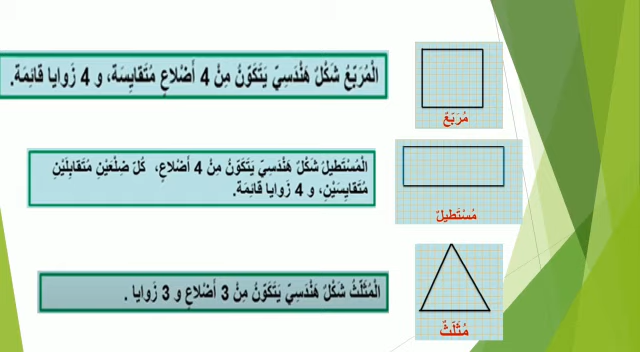 الْمُرَبَّعُ شَكْلٌ هَنْدَسِيّ يَتَكَوَّنُ مِنْ 4 أَضْلاعٍ مُتَقايِسَة، و 4 زَوايا قائِمَة.
مُرَبّعٌ
الْمُسْتَطيلُ شَكْلٌ هَنْدَسِيّ يَتَكَوَّنُ مِنْ 4 أَضْلاعٍ، كُلّ ضِلْعَيْنِ مُتَقابِلَيْنِ
مُتَقايِسَيْنِ، و 4 زَوايا قائِمَة.
مُسْتَطيلٌ
الْمُثَلَّثُ شَكْلٌ هَنْدَسِيّ يَتَكَوَّنُ مِنْ 3 أَضْلاعٍ و 3 زَوايا .
مُثَلّثٌ